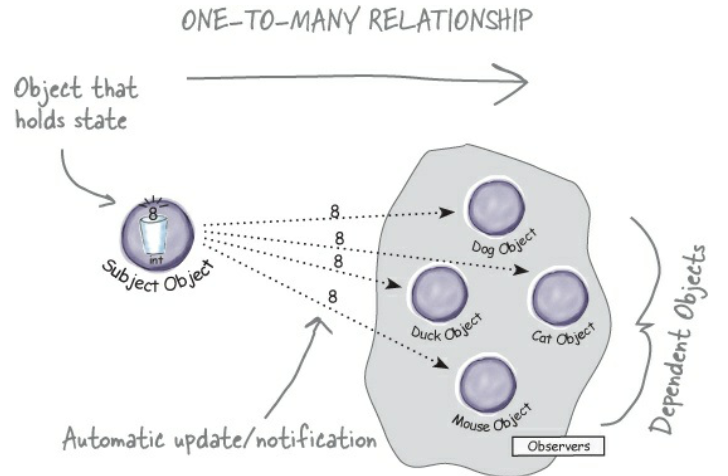 ONE-TO-MANY RELATIONSHIP
Object that
holds state
8
int
Subject Object
8
8
8
8
Dog Object
Duck Object
Cat Object
Mouse Object
Observers
Dependent Objects
Automatic update/notification